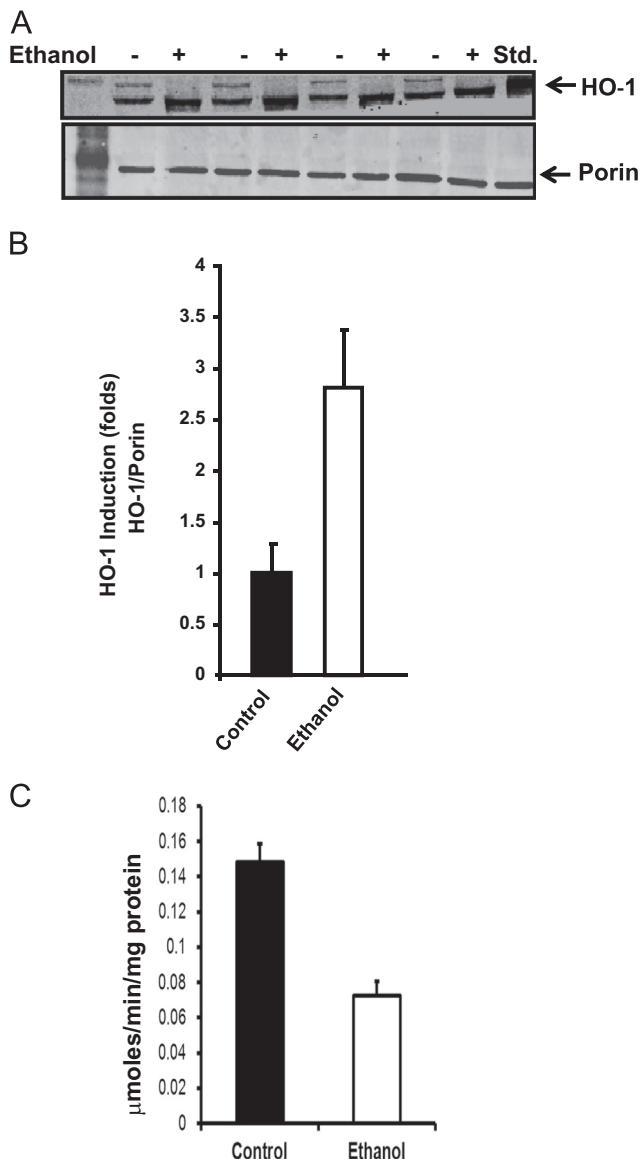 A
Ethanol - + - + - + - + Std.
HO-1
Porin
B
4
3.5
3
2.5
2
1.5
1
0.5
0
HO-1 Induction (folds)
HO-1/Porin
Control
Ethanol
C
0.18
0.16
0.14
0.12
0.1
0.08
0.06
0.04
0.02
0
μmoles/min/mg protein
Control Ethanol